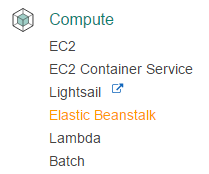 Compute
EC2
EC2 Container Service
Lightsail
Elastic Beanstalk
Lambda
Batch